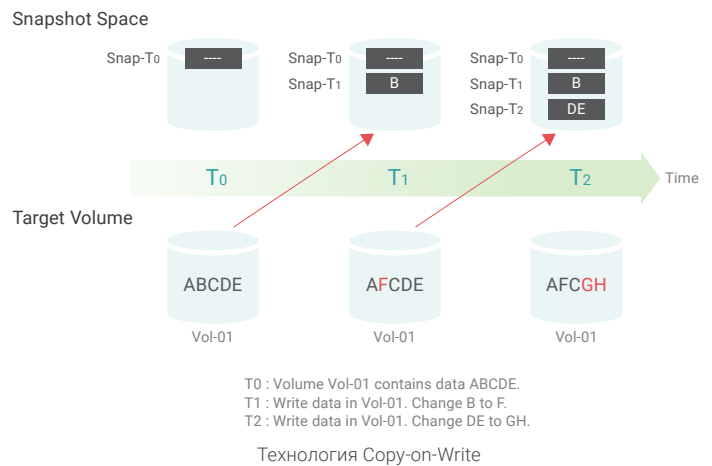 Snapshot Space
Snap-T0 ---- Snap-T0 ---- Snap-T0 ----
Snap-T1 B Snap-T1 B
Snap-T2 DE
T0 T1 T2 Time
Target Volume
ABCDE AFCDE AFCGH
Vol-01 Vol-01 Vol-01
T0 : Volume Vol-01 contains data ABCDE.
T1 : Write data in Vol-01. Change B to F.
T2 : Write data in Vol-01. Change DE to GH.
Технология Copy-on-Write